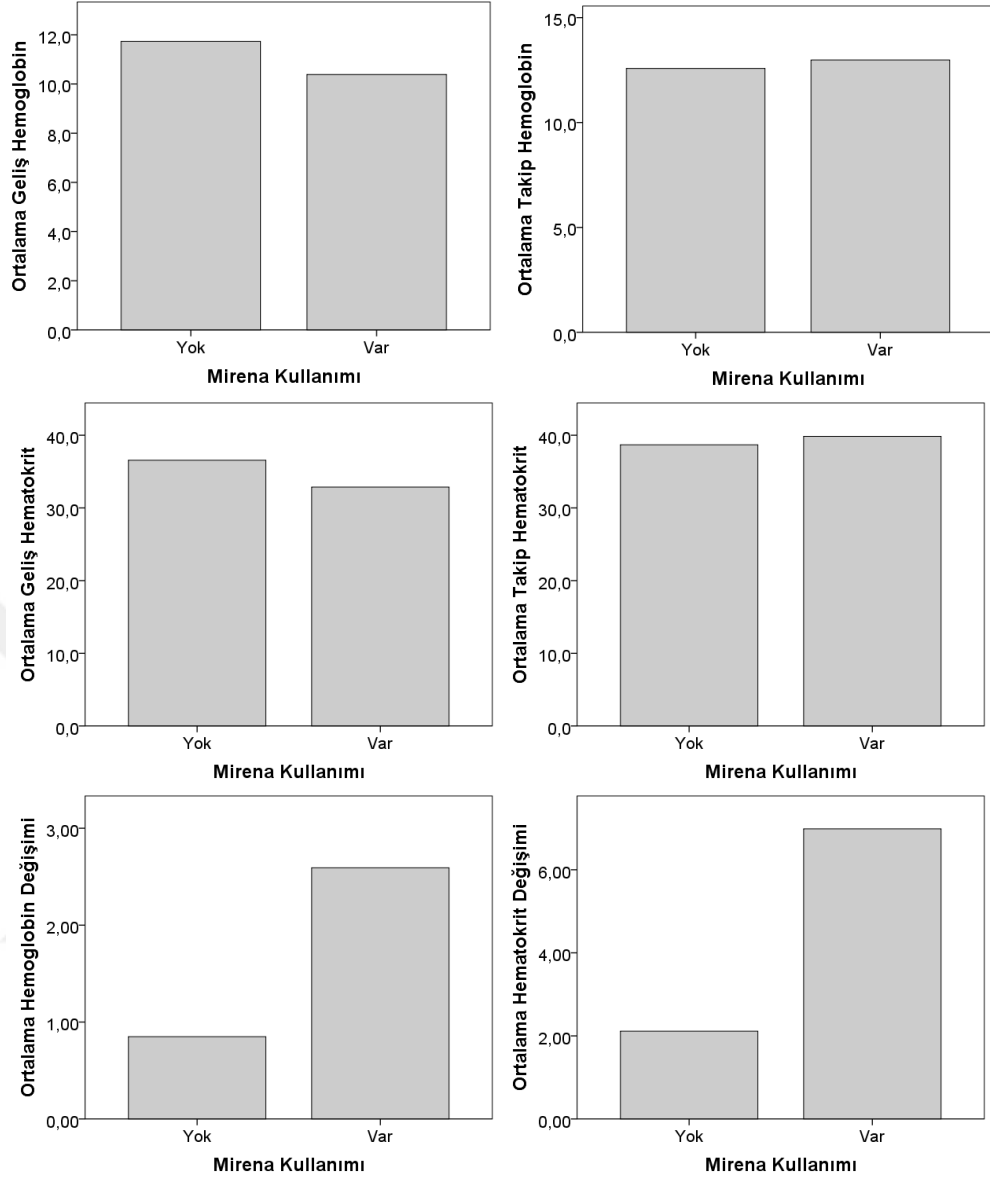 Ortalama Geliş Hemoglobin
12,0
10,0
8,0
6,0
4,0
2,0
0,0
Yok Var
Mirena Kullanımı
Ortalama Takip Hemoglobin
15,0
10,0
5,0
0,0
Yok Var
Mirena Kullanımı
Ortalama Geliş Hematokrit
40,0
30,0
20,0
10,0
0,0
Yok Var
Mirena Kullanımı
Ortalama Takip Hematokrit
40,0
30,0
20,0
10,0
0,0
Yok Var
Mirena Kullanımı
Ortalama Hemoglobin Değişimi
3,00
2,00
1,00
0,00
Yok Var
Mirena Kullanımı
Ortalama Hematokrit Değişimi
6,00
4,00
2,00
0,00
Yok Var
Mirena Kullanımı